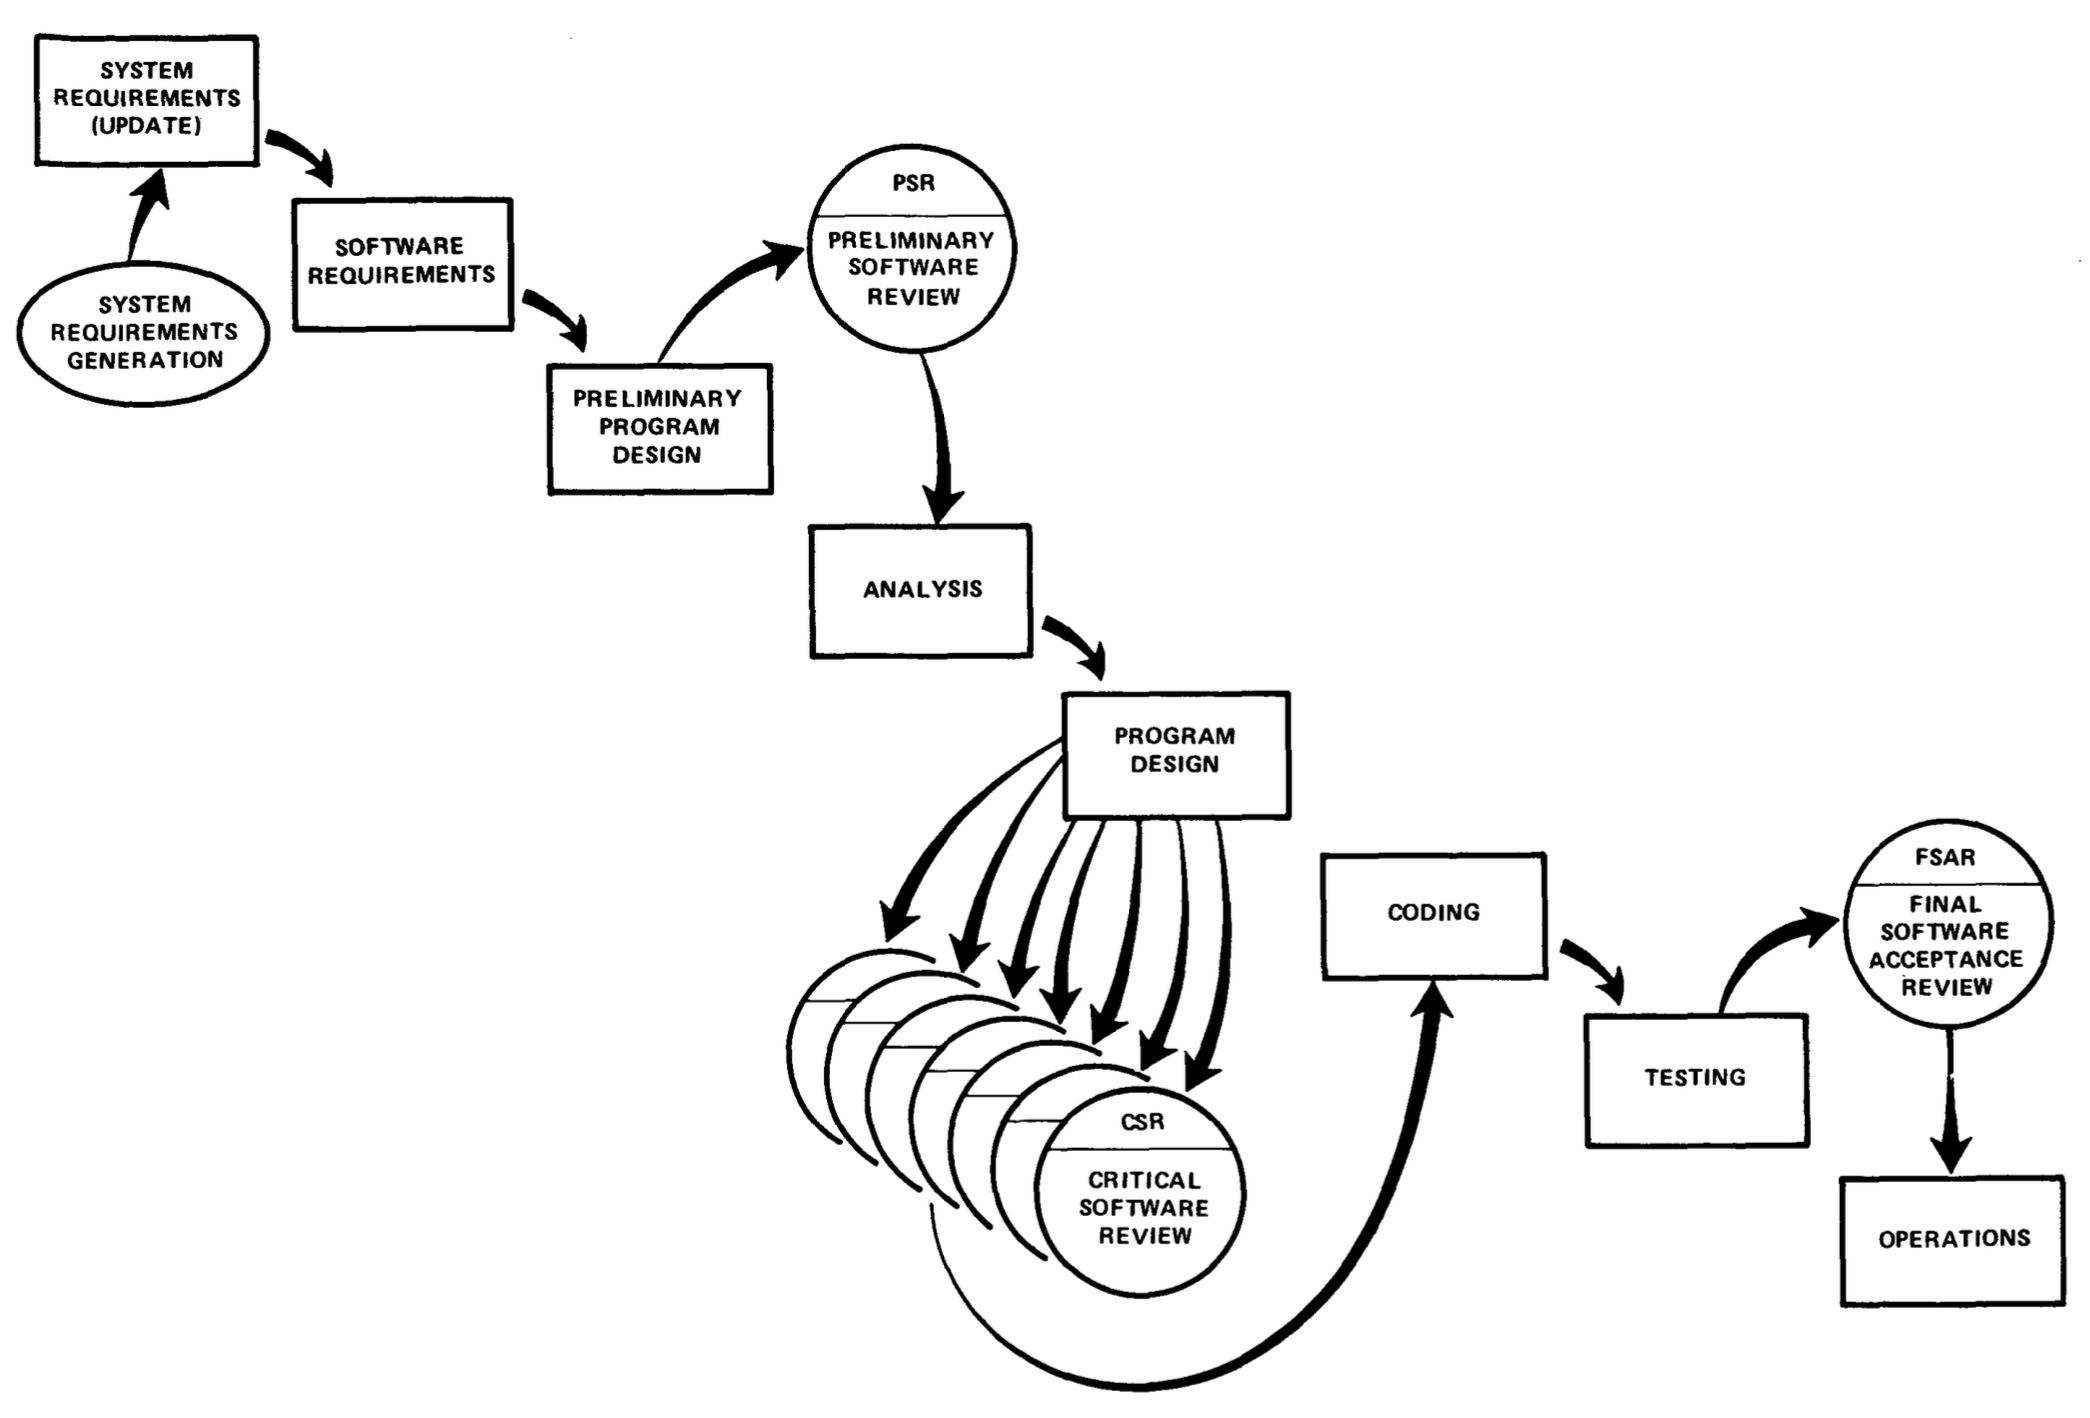 SYSTEM
REQUIREMENTS
(UPDATE)
SYSTEM
REQUIREMENTS
GENERATION
SOFTWARE
REQUIREMENTS
PRELIMINARY
PROGRAM
DESIGN
PSR
PRELIMINARY
SOFTWARE
REVIEW
ANALYSIS
PROGRAM
DESIGN
CSR
CRITICAL
SOFTWARE
REVIEW
CODING
TESTING
FSAR
FINAL
SOFTWARE
ACCEPTANCE
REVIEW
OPERATIONS